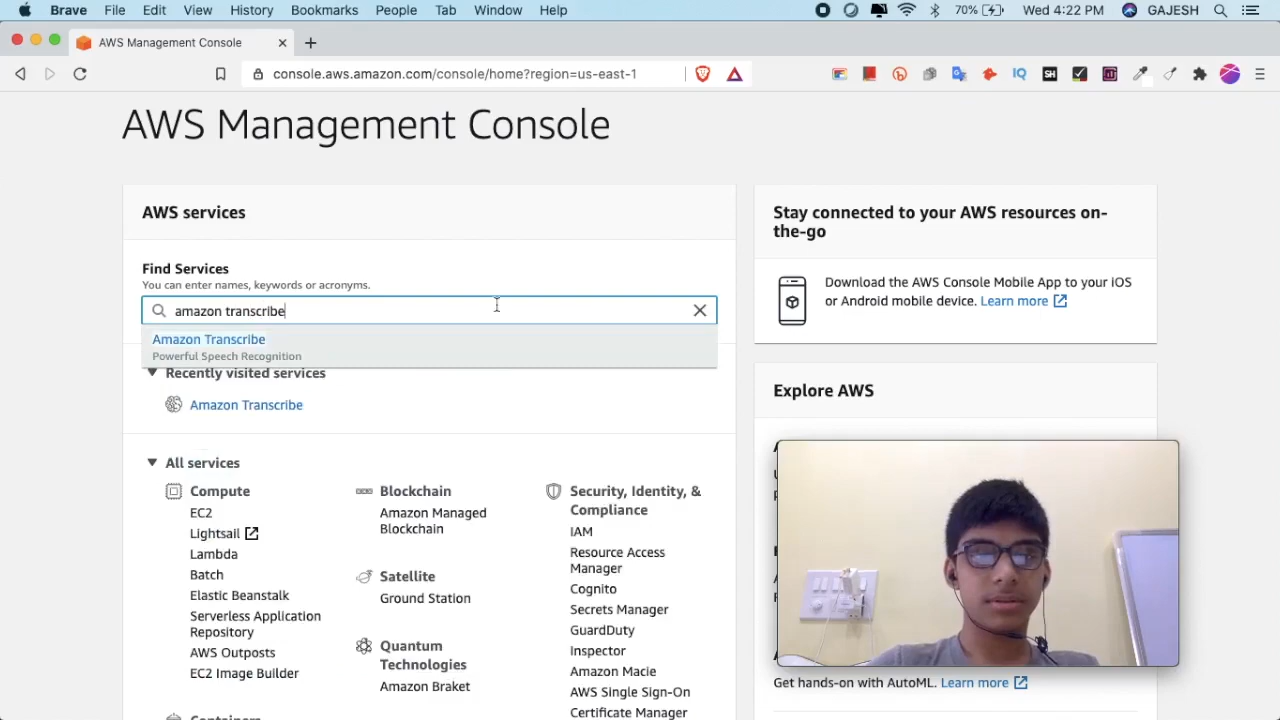 Brave File Edit View History Bookmarks People Tab Window Help 70% Wed 4:22 PM GAJESH
AWS Management Console
console.aws.amazon.com/console/home?region=us-east-1
IQ
SH
AWS Management Console
AWS services
Find Services
You can enter names, keywords or acronyms.
amazon transcribe
Amazon Transcribe
Powerful Speech Recognition
Recently visited services
Amazon Transcribe
All services
Compute
EC2
Lightsail
Lambda
Batch
Elastic Beanstalk
Serverless Application
Repository
AWS Outposts
EC2 Image Builder
Blockchain
Amazon Managed
Blockchain
Satellite
Ground Station
Quantum
Technologies
Amazon Braket
Security, Identity, &
Compliance
IAM
Resource Access
Manager
Cognito
Secrets Manager
GuardDuty
Inspector
Amazon Macie
AWS Single Sign-On
Certificate Manager
Stay connected to your AWS resources on-
the-go
Download the AWS Console Mobile App to your iOS
or Android mobile device. Learn more
Explore AWS
Get hands-on with AutoML. Learn more